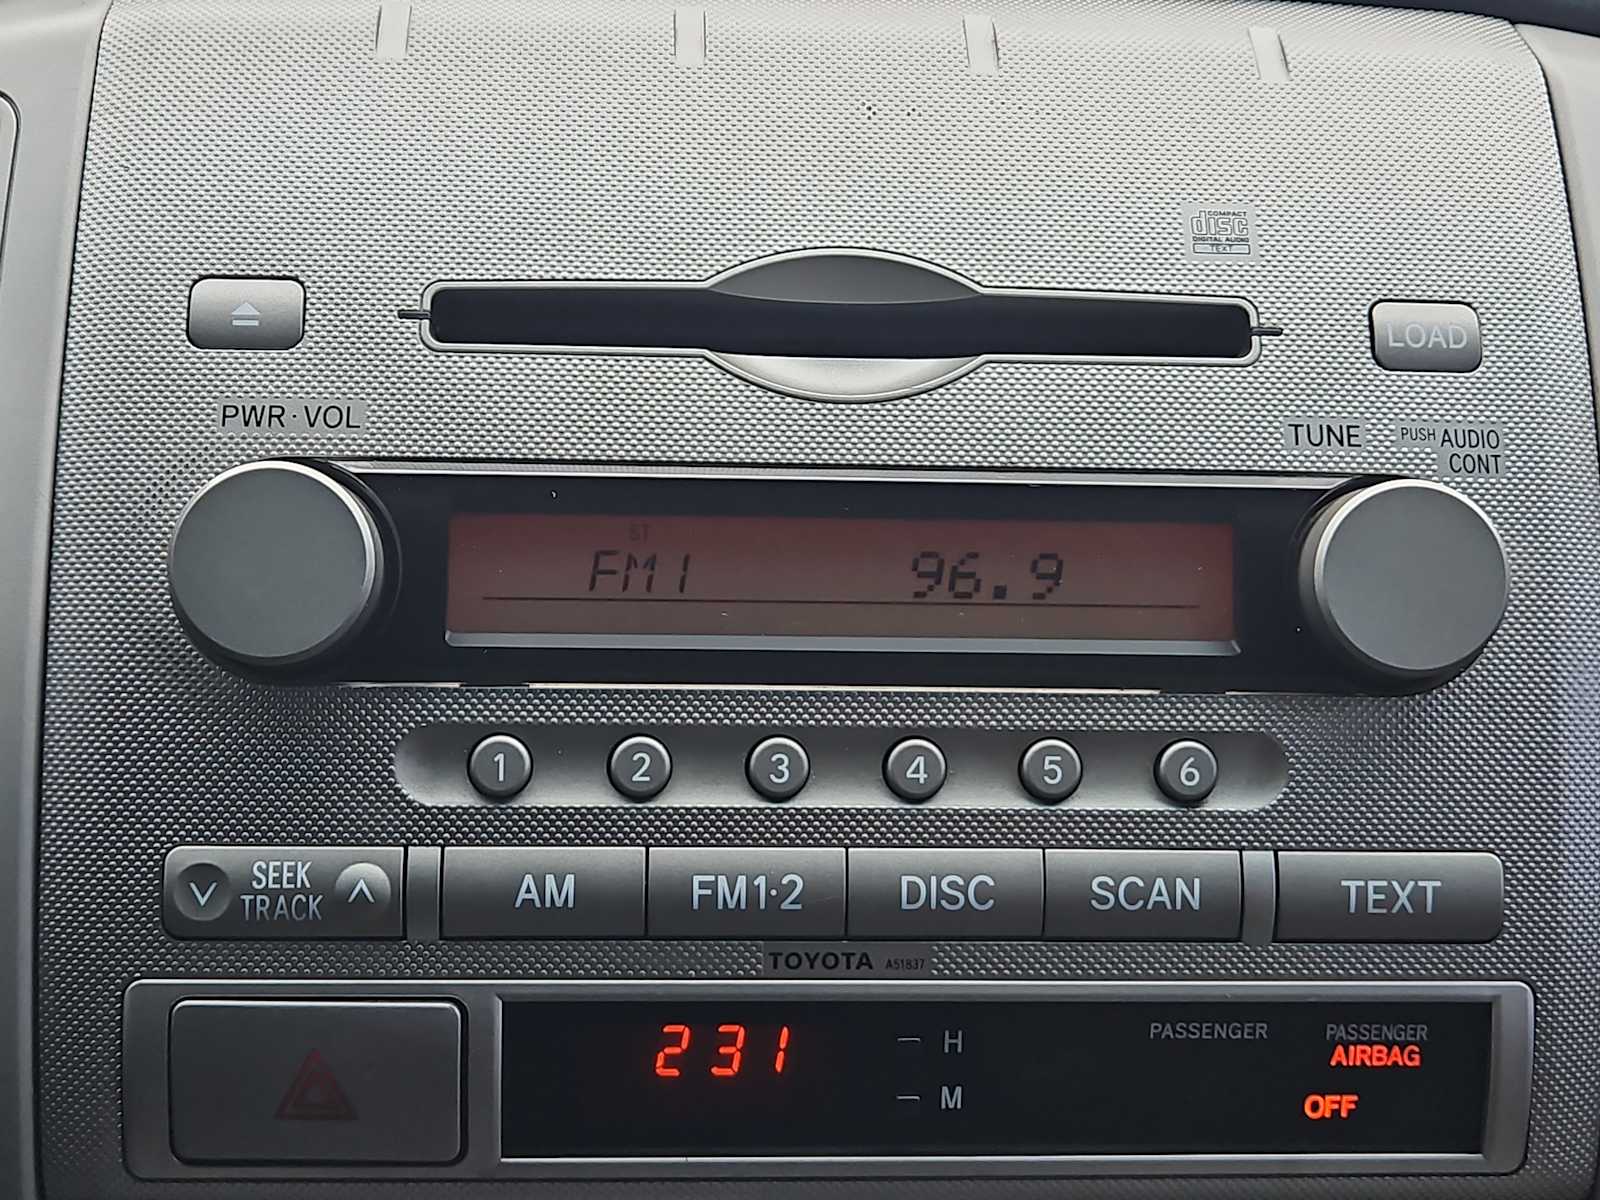 COMPACT
disc
DIGITAL AUDIO
TEXT
LOAD
PWR·VOL
TUNE
PUSH AUDIO
CONT
ST
FM1 96.9
1 2 3 4 5 6
SEEK
TRACK
AM
FM1·2
DISC
SCAN
TEXT
TOYOTA A51837
231
H
M
PASSENGER
PASSENGER
AIRBAG
OFF